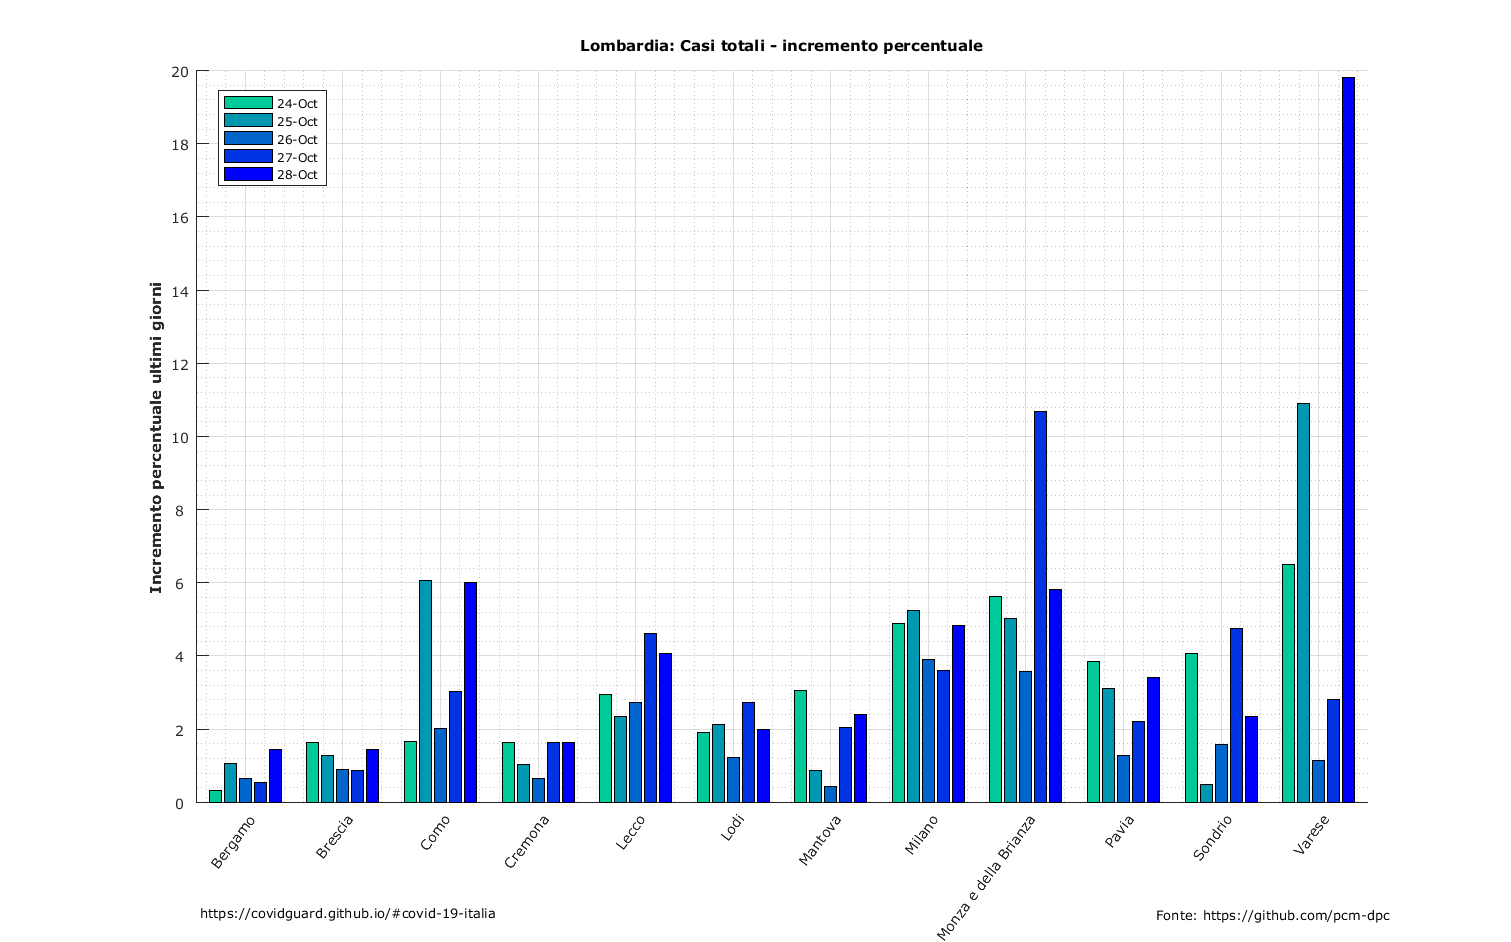 Lombardia: Casi totali - incremento percentuale
Incremento percentuale ultimi giorni
20
18
16
14
12
10
8
6
4
2
0
24-Oct
25-Oct
26-Oct
27-Oct
28-Oct
Bergamo
Brescia
Como
Cremona
Lecco
Lodi
Mantova
Milano
Monza e della Brianza
Pavia
Sondrio
Varese
https://covidguard.github.io/#covid-19-italia
Fonte: https://github.com/pcm-dpc